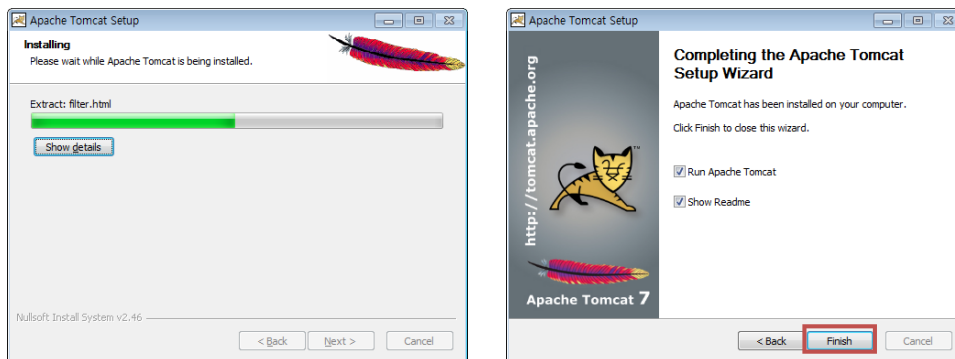 Apache Tomcat Setup
Installing
Please wait while Apache Tomcat is being installed.
Extract: filter.html
Show details
Nullsoft Install System v2.46
< Back
Next >
Cancel
Apache Tomcat Setup
http://tomcat.apache.org
TM
Apache Tomcat 7
Completing the Apache Tomcat
Setup Wizard
Apache Tomcat has been installed on your computer.
Click Finish to close this wizard.
Run Apache Tomcat
Show Readme
< Back
Finish
Cancel